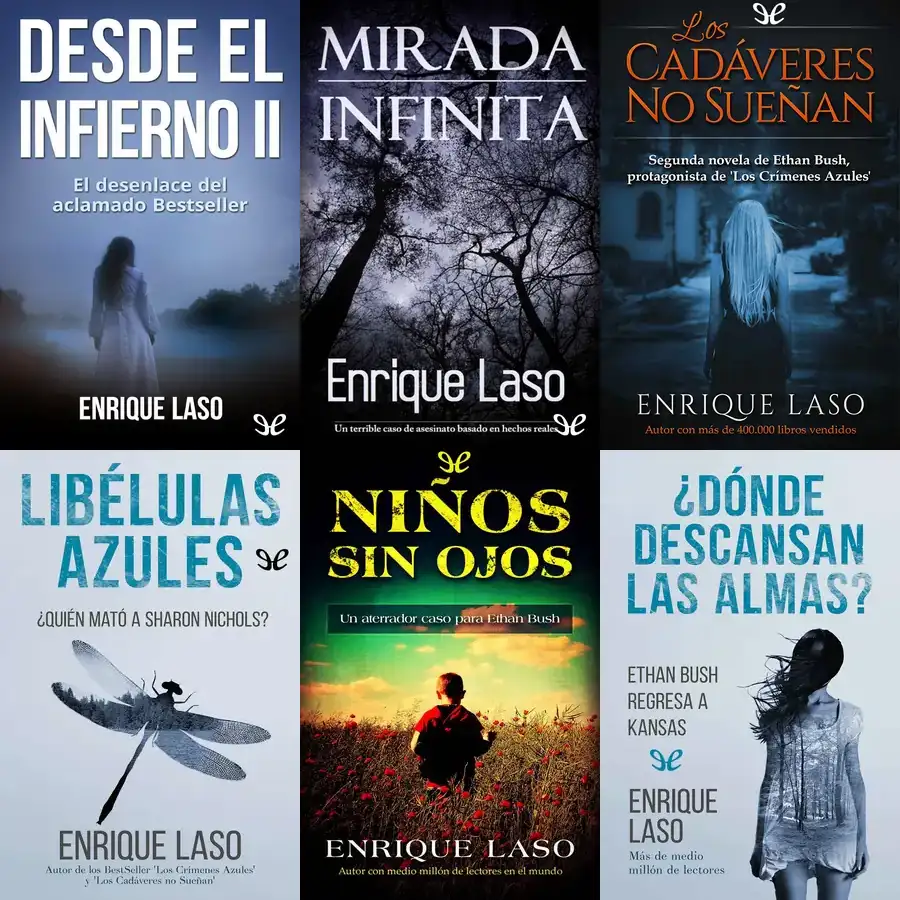 DESDE EL
INFIERNO II
El desenlace del
aclamado Bestseller
ENRIQUE LASO
MIRADA
INFINITA
Enrique Laso
Un terrible caso de asesinato basado en hechos reales
Los
CADÁVERES
NO SUEÑAN
Segunda novela de Ethan Bush,
protagonista de 'Los Crímenes Azules'
ENRIQUE LASO
Autor con más de 400.000 libros vendidos
LIBÉLULAS
AZULES
¿QUIÉN MATÓ A SHARON NICHOLS?
ENRIQUE LASO
Autor de los BestSeller 'Los Crímenes Azules'
y 'Los Cadáveres no Sueñan'
NIÑOS
SIN OJOS
Un aterrador caso para Ethan Bush
ENRIQUE LASO
Autor con medio millón de lectores en el mundo
¿DÓNDE
DESCANSAN
LAS ALMAS?
ETHAN BUSH
REGRESA A
KANSAS
ENRIQUE
LASO
Más de medio
millón de lectores